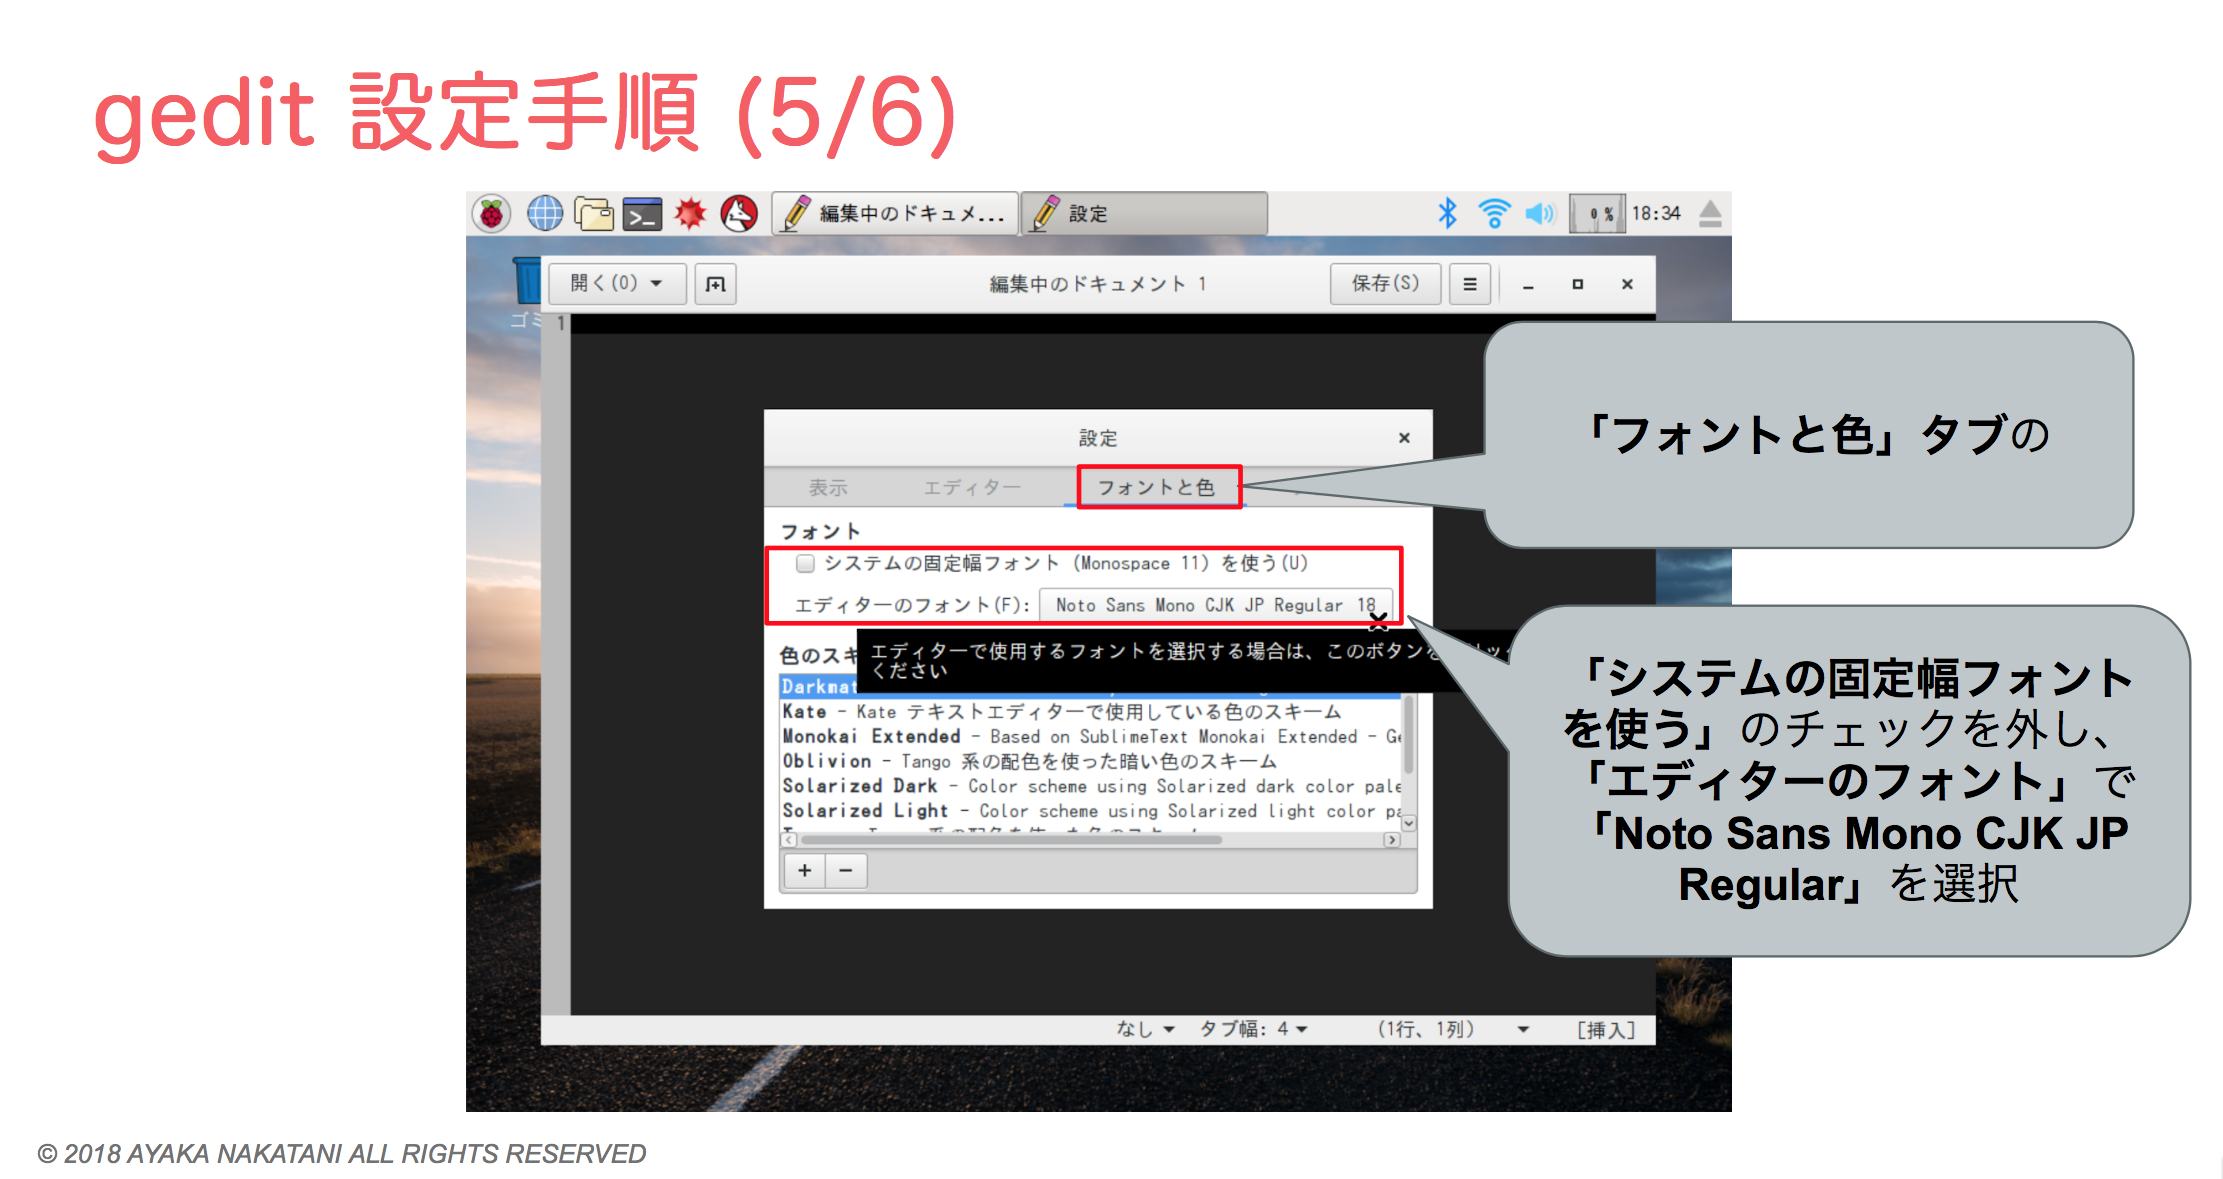 gedit 設定手順 (5/6)
編集中のドキュメ...
設定
0 %
18:34
開く(O)
編集中のドキュメント 1
保存(S)
ゴミ
1
「フォントと色」タブの
設定
表示
エディター
フォントと色
フォント
システムの固定幅フォント (Monospace 11) を使う(U)
エディターのフォント(F):
Noto Sans Mono CJK JP Regular 18
エディターで使用するフォントを選択する場合は、このボタンを
ください
色のスキ
Darkmat
Kate - Kate テキストエディターで使用している色のスキーム
Monokai Extended - Based on SublimeText Monokai Extended - Ge
Oblivion - Tango 系の配色を使った暗い色のスキーム
Solarized Dark - Color scheme using Solarized dark color pale
Solarized Light - Color scheme using Solarized light color pa
「システムの固定幅フォント
を使う」のチェックを外し、
「エディターのフォント」で
「Noto Sans Mono CJK JP
Regular」を選択
なし
タブ幅: 4
(1行、1列)
[挿入]
© 2018 AYAKA NAKATANI ALL RIGHTS RESERVED